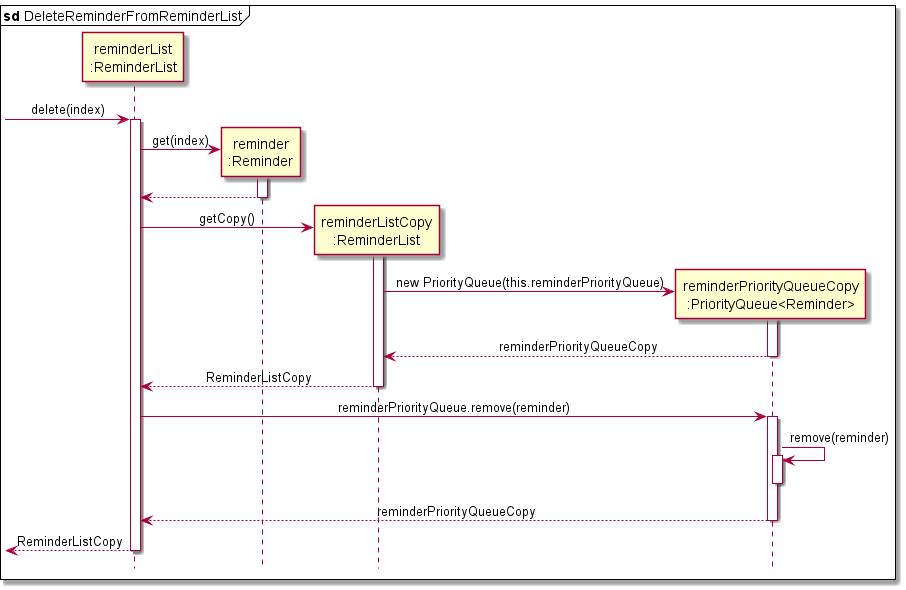 sd DeleteReminderFromReminderList
reminderList
:ReminderList
delete(index)
get(index)
reminder
:Reminder
getCopy()
reminderListCopy
:ReminderList
new PriorityQueue(this.reminderPriorityQueue)
reminderPriorityQueueCopy
:PriorityQueue<Reminder>
reminderPriorityQueueCopy
ReminderListCopy
reminderPriorityQueue.remove(reminder)
remove(reminder)
reminderPriorityQueueCopy
ReminderListCopy